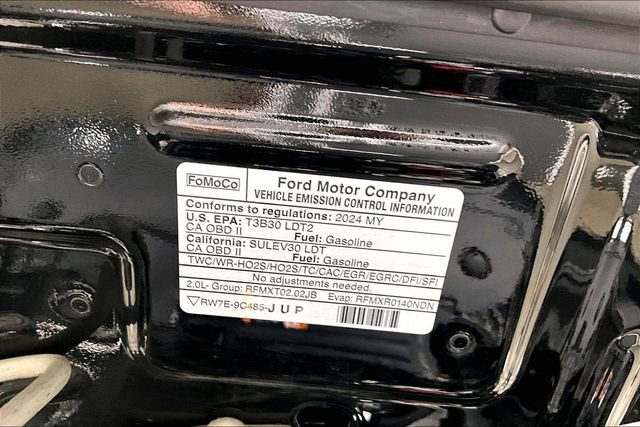 FoMoCo
Ford Motor Company
VEHICLE EMISSION CONTROL INFORMATION
Conforms to regulations: 2024 MY
U.S. EPA: T3B30 LDT2
CA OBD II Fuel: Gasoline
California: SULEV30 LDT
CA OBD II Fuel: Gasoline
TWC/WR-HO2S/HO2S/TC/CAC/EGR/EGRC/DFI/SFI
No adjustments needed.
2.0L- Group: RFMXT02.02JB Evap: RFMXR0140NDN
▽RW7E-9C485-J U P